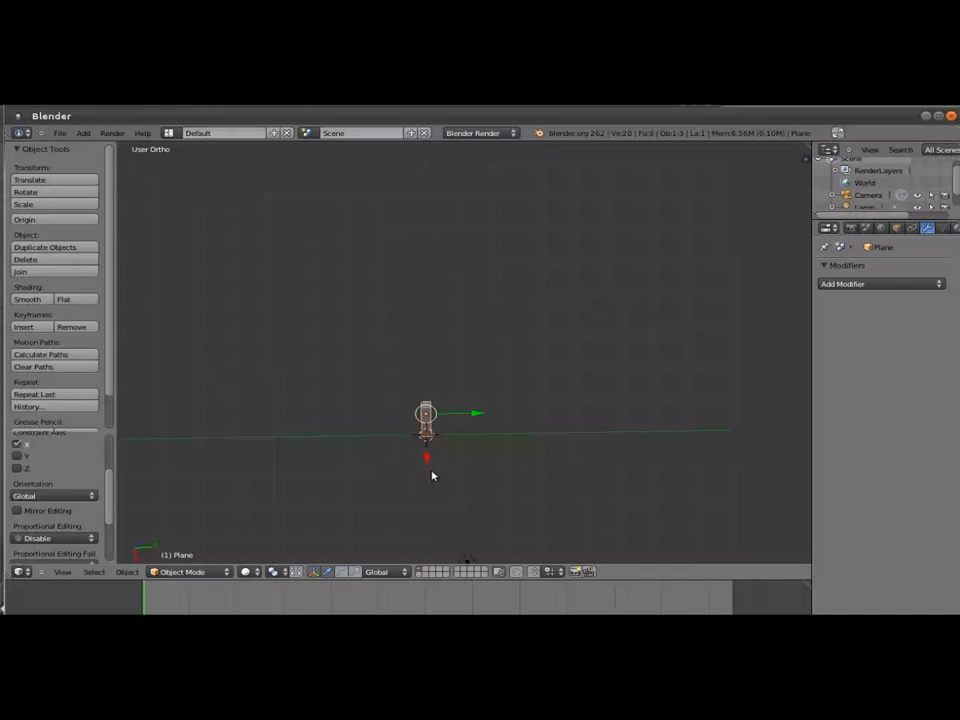 Blender
File Add Render Help Default Scene Blender Render blender.org 262 | Ve:20 | Fa:9 | Ob:1-3 | La:1 | Mem:6.56M (0.10M) | Plane
Object Tools
User Ortho
View Search All Scenes
Transform:
Scene
Translate
RenderLayers
World
Rotate
Camera
Scale
Origin
Object:
Duplicate Objects
Plane
Delete
Modifiers
Join
Add Modifier
Shading:
Smooth Flat
Keyframes:
Insert Remove
Motion Paths:
Calculate Paths
Clear Paths
Repeat:
Repeat Last
History...
Grease Pencil:
Constraint Axis
X
Y
Z
Orientation
Global
Mirror Editing
Proportional Editing
Disable
Proportional Editing Fall
(1) Plane
View Select Object Object Mode Global